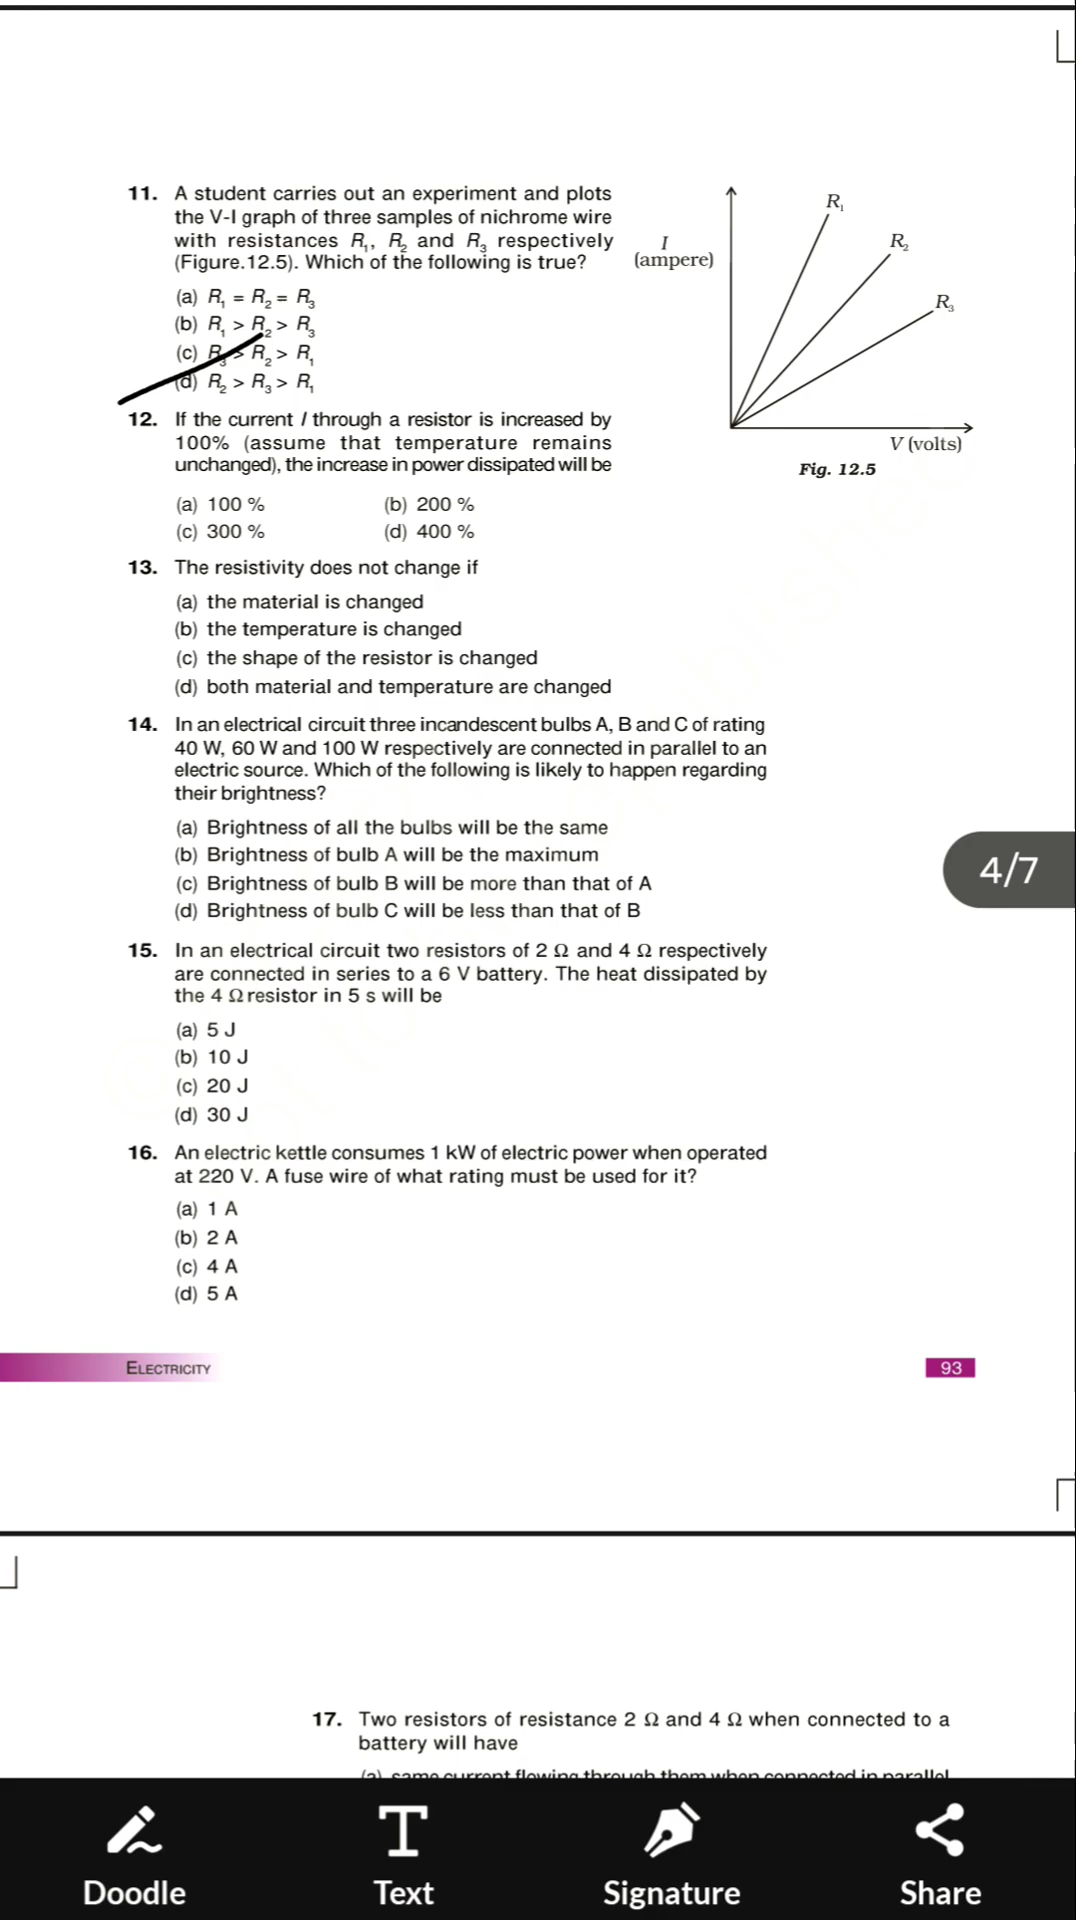 11. A student carries out an experiment and plots
the V-I graph of three samples of nichrome wire
with resistances R₁, R₂ and R₃ respectively
(Figure.12.5). Which of the following is true?
(a) R₁ = R₂ = R₃
(b) R₁ > R₂ > R₃
(c) R₃ > R₂ > R₁
(d) R₂ > R₃ > R₁
I
(ampere)
R₁
R₂
R₃
V (volts)
Fig. 12.5
12. If the current I through a resistor is increased by
100% (assume that temperature remains
unchanged), the increase in power dissipated will be
(a) 100 % (b) 200 %
(c) 300 % (d) 400 %
13. The resistivity does not change if
(a) the material is changed
(b) the temperature is changed
(c) the shape of the resistor is changed
(d) both material and temperature are changed
14. In an electrical circuit three incandescent bulbs A, B and C of rating
40 W, 60 W and 100 W respectively are connected in parallel to an
electric source. Which of the following is likely to happen regarding
their brightness?
(a) Brightness of all the bulbs will be the same
(b) Brightness of bulb A will be the maximum
(c) Brightness of bulb B will be more than that of A
(d) Brightness of bulb C will be less than that of B
4/7
15. In an electrical circuit two resistors of 2 Ω and 4 Ω respectively
are connected in series to a 6 V battery. The heat dissipated by
the 4 Ω resistor in 5 s will be
(a) 5 J
(b) 10 J
(c) 20 J
(d) 30 J
16. An electric kettle consumes 1 kW of electric power when operated
at 220 V. A fuse wire of what rating must be used for it?
(a) 1 A
(b) 2 A
(c) 4 A
(d) 5 A
ELECTRICITY
93
17. Two resistors of resistance 2 Ω and 4 Ω when connected to a
battery will have
(a) same current flowing through them when connected in parallel
Doodle Text Signature Share